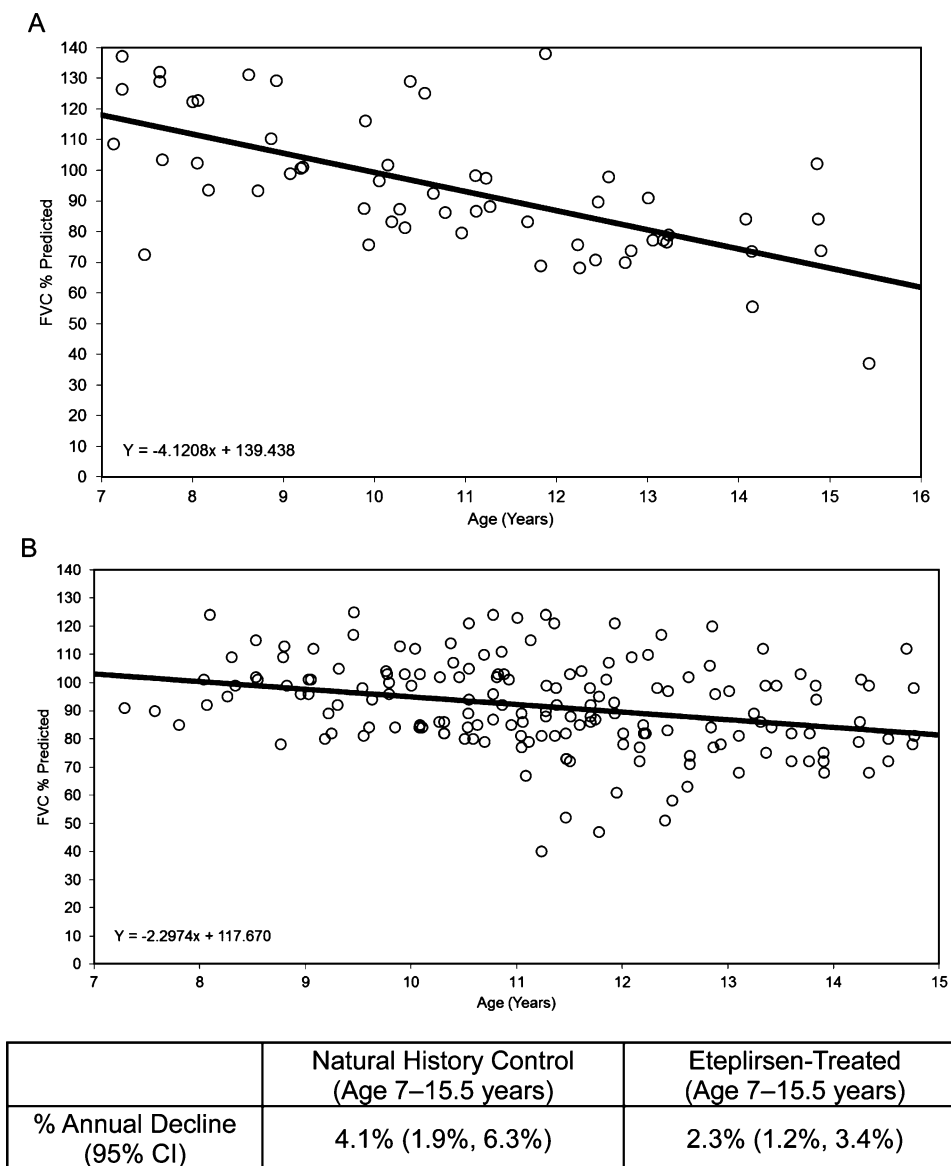 A
140
130
120
110
100
90
80
70
60
50
40
30
20
10
0
FVC % Predicted
Y = -4.1208x + 139.438
7 8 9 10 11 12 13 14 15 16
Age (Years)
B
140
130
120
110
100
90
80
70
60
50
40
30
20
10
0
FVC % Predicted
Y = -2.2974x + 117.670
7 8 9 10 11 12 13 14 15
Age (Years)
Natural History Control Eteplirsen-Treated
(Age 7–15.5 years) (Age 7–15.5 years)
% Annual Decline
(95% CI)
4.1% (1.9%, 6.3%) 2.3% (1.2%, 3.4%)